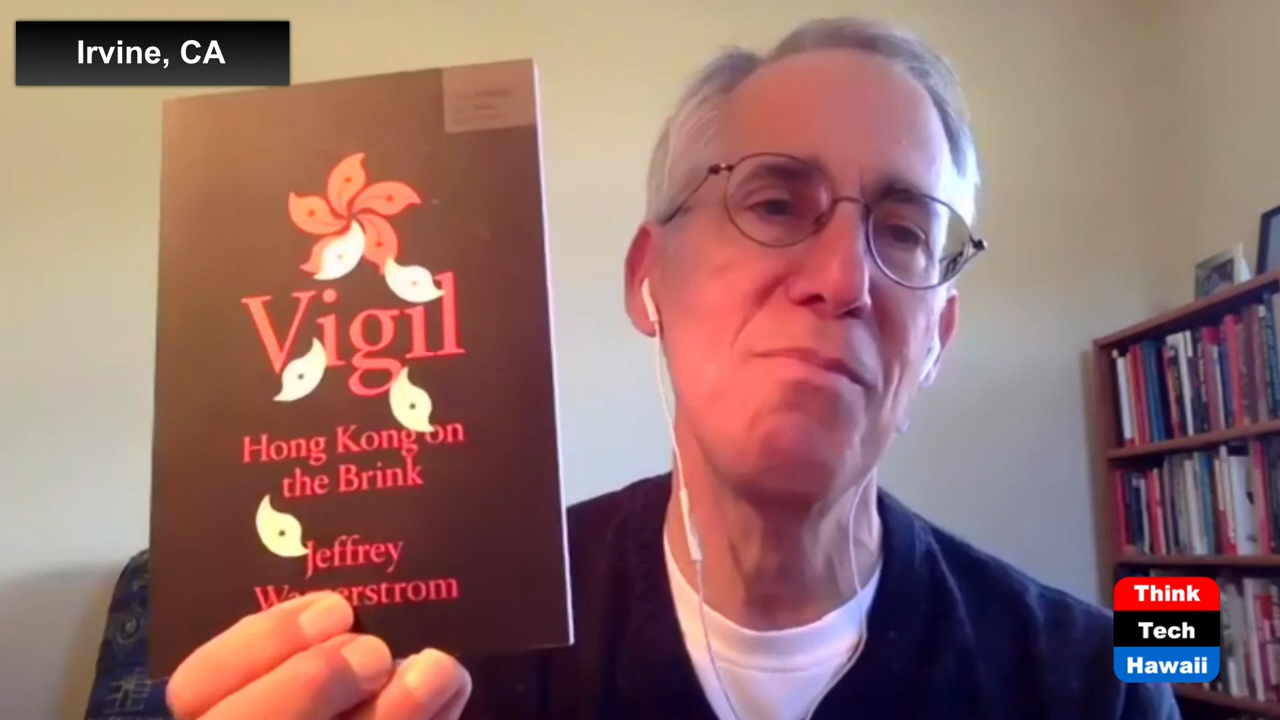 Irvine, CA
Vigil
Hong Kong on
the Brink
Jeffrey
Think
Tech
Hawaii